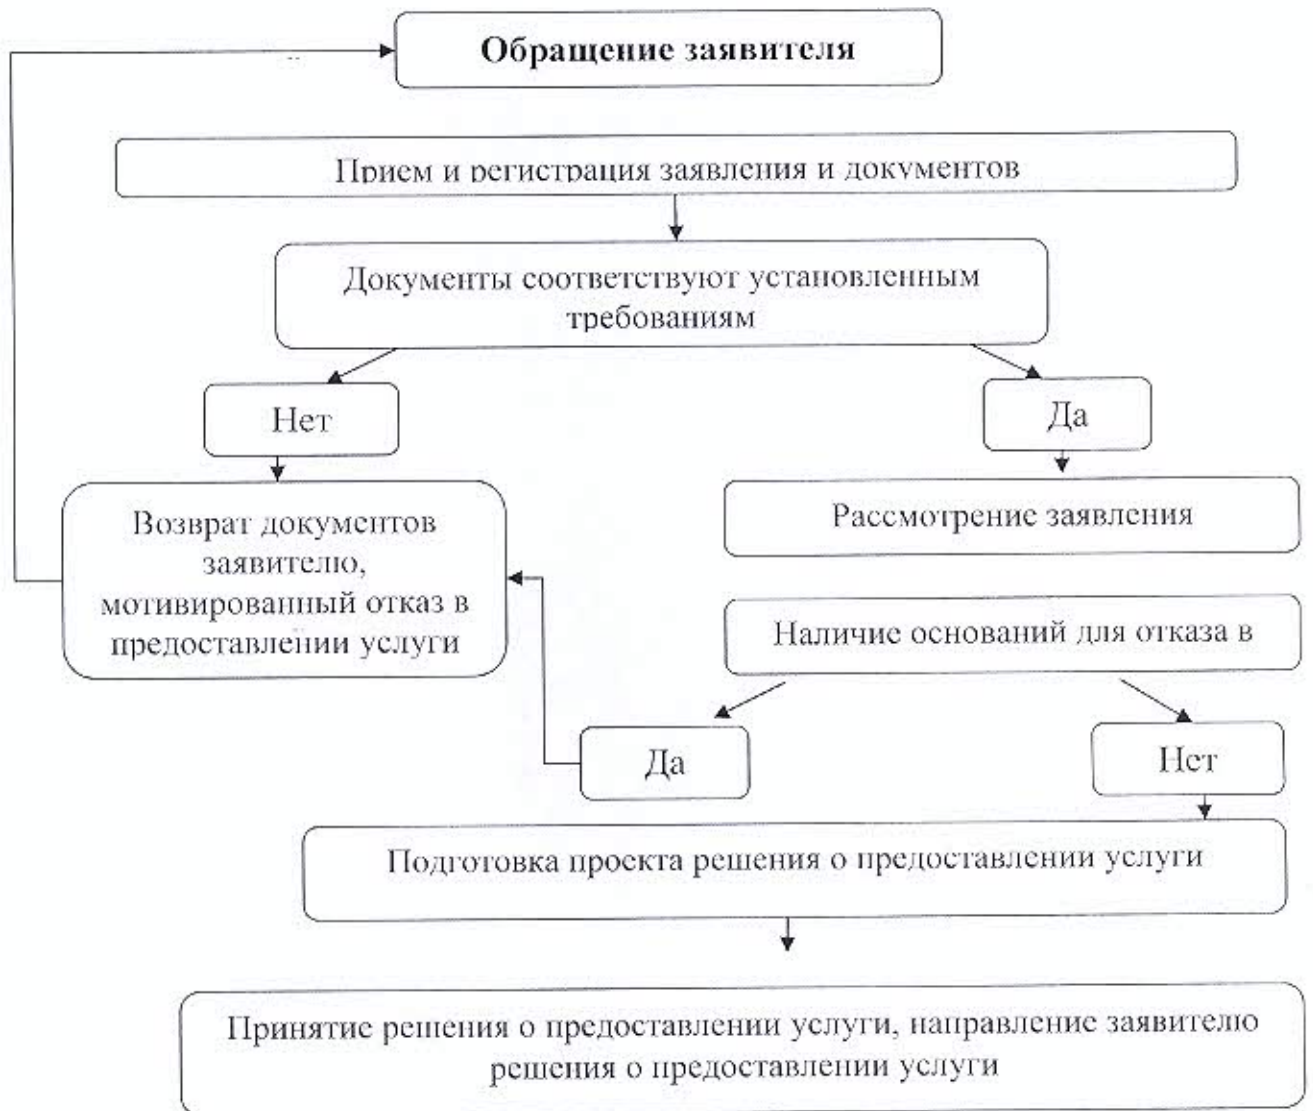 Обращение заявителя
Прием и регистрация заявления и документов
Документы соответствуют установленным
требованиям
Нет
Да
Возврат документов
заявителю,
мотивированный отказ в
предоставлении услуги
Рассмотрение заявления
Наличие оснований для отказа в
Да
Нет
Подготовка проекта решения о предоставлении услуги
Принятие решения о предоставлении услуги, направление заявителю
решения о предоставлении услуги